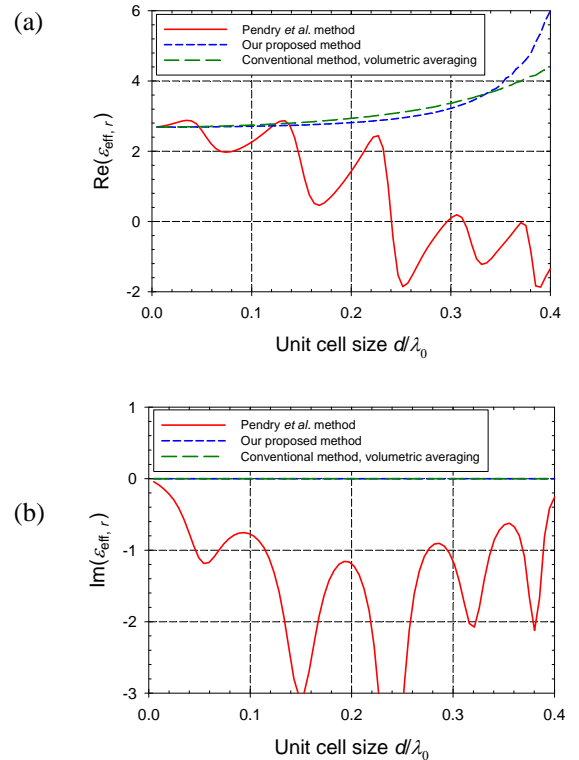 (a)
Pendry et al. method
Our proposed method
Conventional method, volumetric averaging
6
4
2
0
-2
Re(εeff, r)
0.0 0.1 0.2 0.3 0.4
Unit cell size d/λ0
(b)
Pendry et al. method
Our proposed method
Conventional method, volumetric averaging
1
0
-1
-2
-3
Im(εeff, r)
0.0 0.1 0.2 0.3 0.4
Unit cell size d/λ0